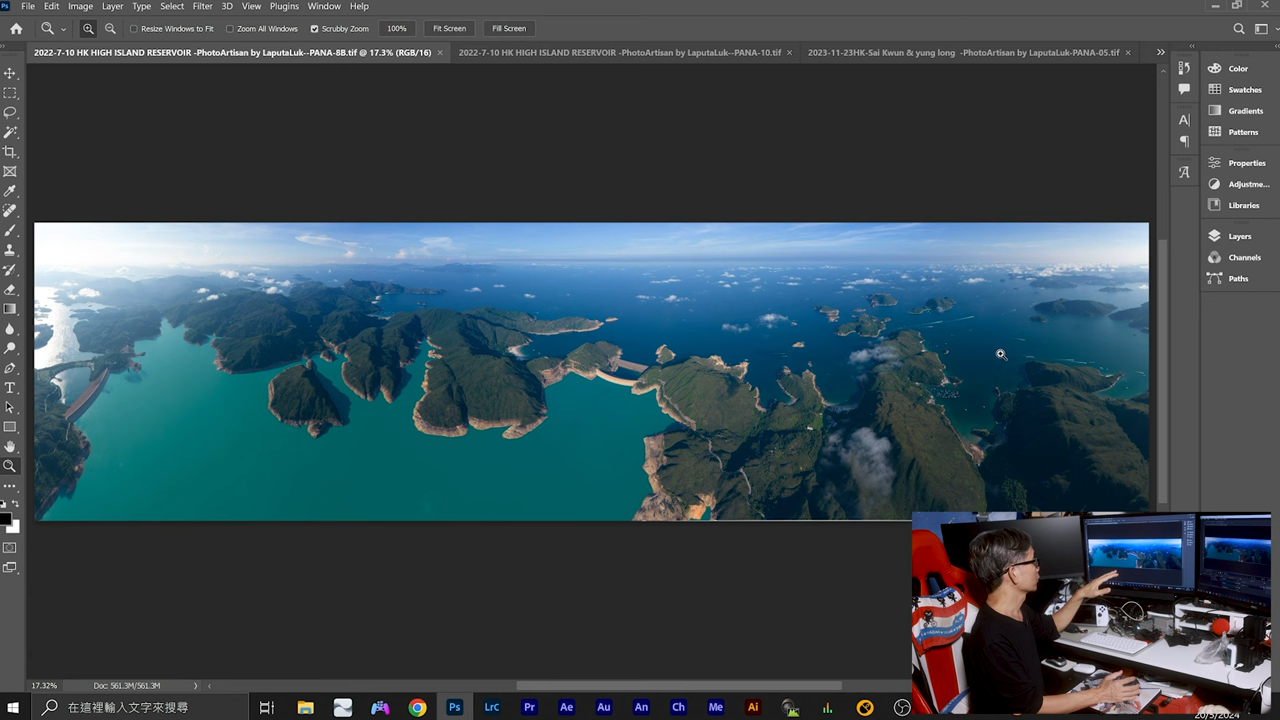 Ps File Edit Image Layer Type Select Filter 3D View Plugins Window Help
Resize Windows to Fit Zoom All Windows Scrubby Zoom 100% Fit Screen Fill Screen
2022-7-10 HK HIGH ISLAND RESERVOIR -PhotoArtisan by LaputaLuk--PANA-8B.tif @ 17.3% (RGB/16) × 2022-7-10 HK HIGH ISLAND RESERVOIR -PhotoArtisan by LaputaLuk--PANA-10.tif × 2023-11-23HK-Sai Kwun & yung long -PhotoArtisan by LaputaLuk-PANA-05.tif ×
Color
Swatches
Gradients
Patterns
Properties
Adjustme...
Libraries
Layers
Channels
Paths
17.32% Doc: 561.3M/561.3M
在這裡輸入文字來搜尋
Ps LrC Pr Ae Au An Ch Me Ai
20/5/2024